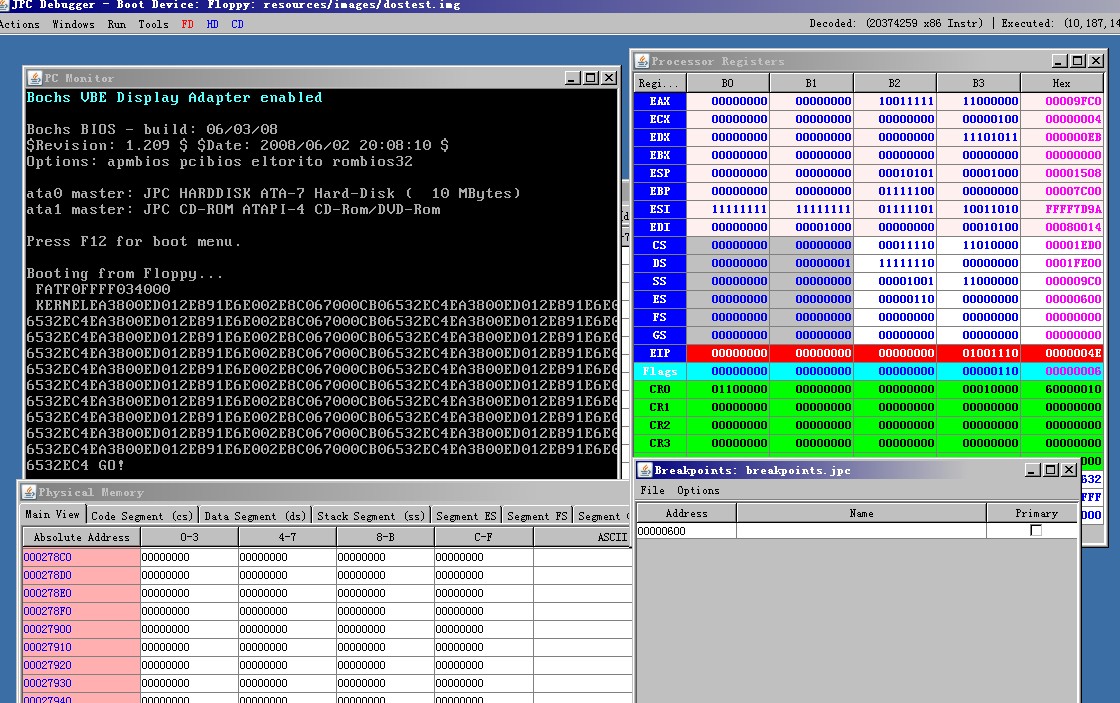 JPC Debugger - Boot Device: Floppy: resources/images/dostest.img
Actions Windows Run Tools FD HD CD
Decoded: (20374259 x86 Instr) | Executed: (10,187,14
PC Monitor
Bochs VBE Display Adapter enabled
Bochs BIOS - build: 06/03/08
$Revision: 1.209 $ $Date: 2008/06/02 20:08:10 $
Options: apmbios pcibios eltorito rombios32
ata0 master: JPC HARDDISK ATA-7 Hard-Disk ( 10 MBytes)
ata1 master: JPC CD-ROM ATAPI-4 CD-Rom/DVD-Rom
Press F12 for boot menu.
Booting from Floppy...
FATF0FFFF034000
KERNELEA3800ED012E891E6E002E8C067000CB06532EC4EA3800ED012E891E6E0
6532EC4EA3800ED012E891E6E002E8C067000CB06532EC4EA3800ED012E891E6E0
6532EC4EA3800ED012E891E6E002E8C067000CB06532EC4EA3800ED012E891E6E0
6532EC4EA3800ED012E891E6E002E8C067000CB06532EC4EA3800ED012E891E6E0
6532EC4EA3800ED012E891E6E002E8C067000CB06532EC4EA3800ED012E891E6E0
6532EC4EA3800ED012E891E6E002E8C067000CB06532EC4EA3800ED012E891E6E0
6532EC4EA3800ED012E891E6E002E8C067000CB06532EC4EA3800ED012E891E6E0
6532EC4EA3800ED012E891E6E002E8C067000CB06532EC4EA3800ED012E891E6E0
6532EC4EA3800ED012E891E6E002E8C067000CB06532EC4EA3800ED012E891E6E0
6532EC4EA3800ED012E891E6E002E8C067000CB06532EC4EA3800ED012E891E6E0
6532EC4 GO!
Processor Registers
Regi... B0 B1 B2 B3 Hex
EAX 00000000 00000000 10011111 11000000 00009FC0
ECX 00000000 00000000 00000000 00000100 00000004
EDX 00000000 00000000 00000000 11101011 000000EB
EBX 00000000 00000000 00000000 00000000 00000000
ESP 00000000 00000000 00010101 00001000 00001508
EBP 00000000 00000000 01111100 00000000 00007C00
ESI 11111111 11111111 01111101 10011010 FFFF7D9A
EDI 00000000 00001000 00000000 00010100 00080014
CS 00000000 00000000 00011110 11010000 00001ED0
DS 00000000 00000001 11111110 00000000 0001FE00
SS 00000000 00000000 00001001 11000000 000009C0
ES 00000000 00000000 00000110 00000000 00000600
FS 00000000 00000000 00000000 00000000 00000000
GS 00000000 00000000 00000000 00000000 00000000
EIP 00000000 00000000 00000000 01001110 0000004E
Flags 00000000 00000000 00000000 00000110 00000006
CR0 01100000 00000000 00000000 00010000 60000010
CR1 00000000 00000000 00000000 00000000 00000000
CR2 00000000 00000000 00000000 00000000 00000000
CR3 00000000 00000000 00000000 00000000 00000000
000
532
FFF
000
Breakpoints: breakpoints.jpc
File Options
Address Name Primary
00000600
Physical Memory
Main View Code Segment (cs) Data Segment (ds) Stack Segment (ss) Segment ES Segment FS Segment
Absolute Address 0-3 4-7 8-B C-F ASCII
000278C0 00000000 00000000 00000000 00000000
000278D0 00000000 00000000 00000000 00000000
000278E0 00000000 00000000 00000000 00000000
000278F0 00000000 00000000 00000000 00000000
00027900 00000000 00000000 00000000 00000000
00027910 00000000 00000000 00000000 00000000
00027920 00000000 00000000 00000000 00000000
00027930 00000000 00000000 00000000 00000000
00027940 00000000 00000000 00000000 00000000